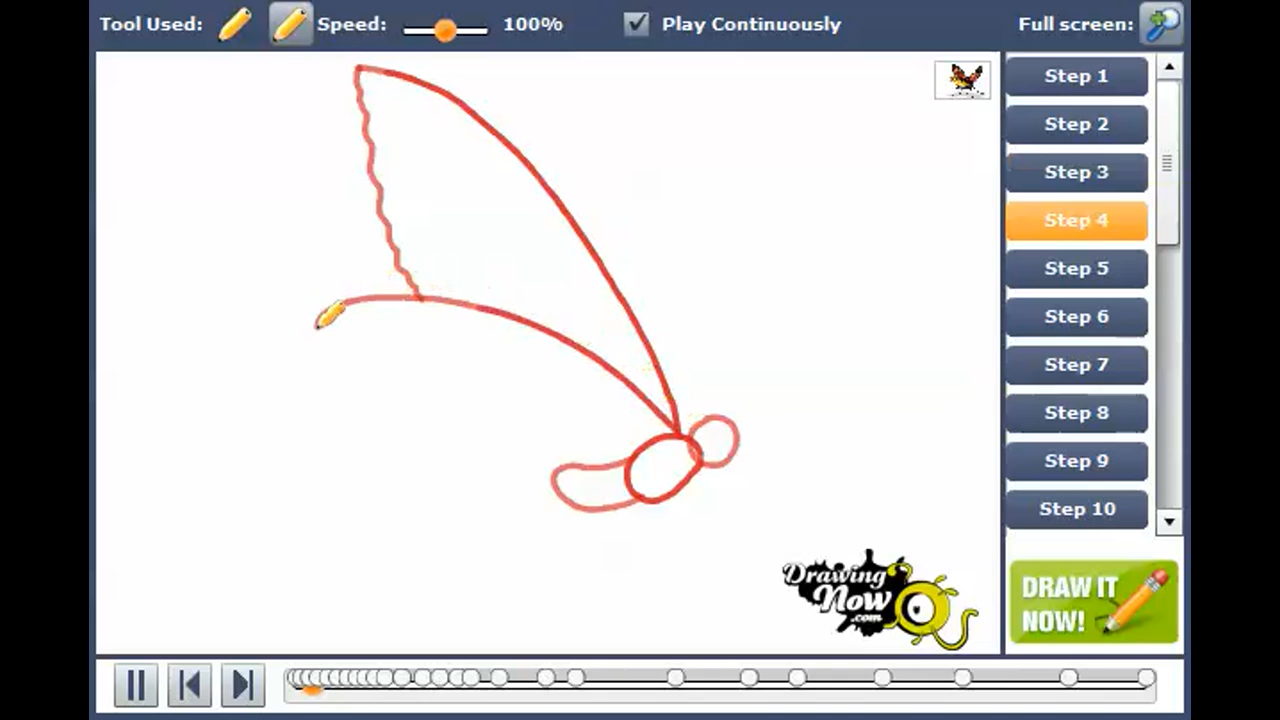 Tool Used:
Speed:
100%
Play Continuously
Full screen:
Step 1
Step 2
Step 3
Step 4
Step 5
Step 6
Step 7
Step 8
Step 9
Step 10
Drawing
Now
.com
DRAW IT
NOW!